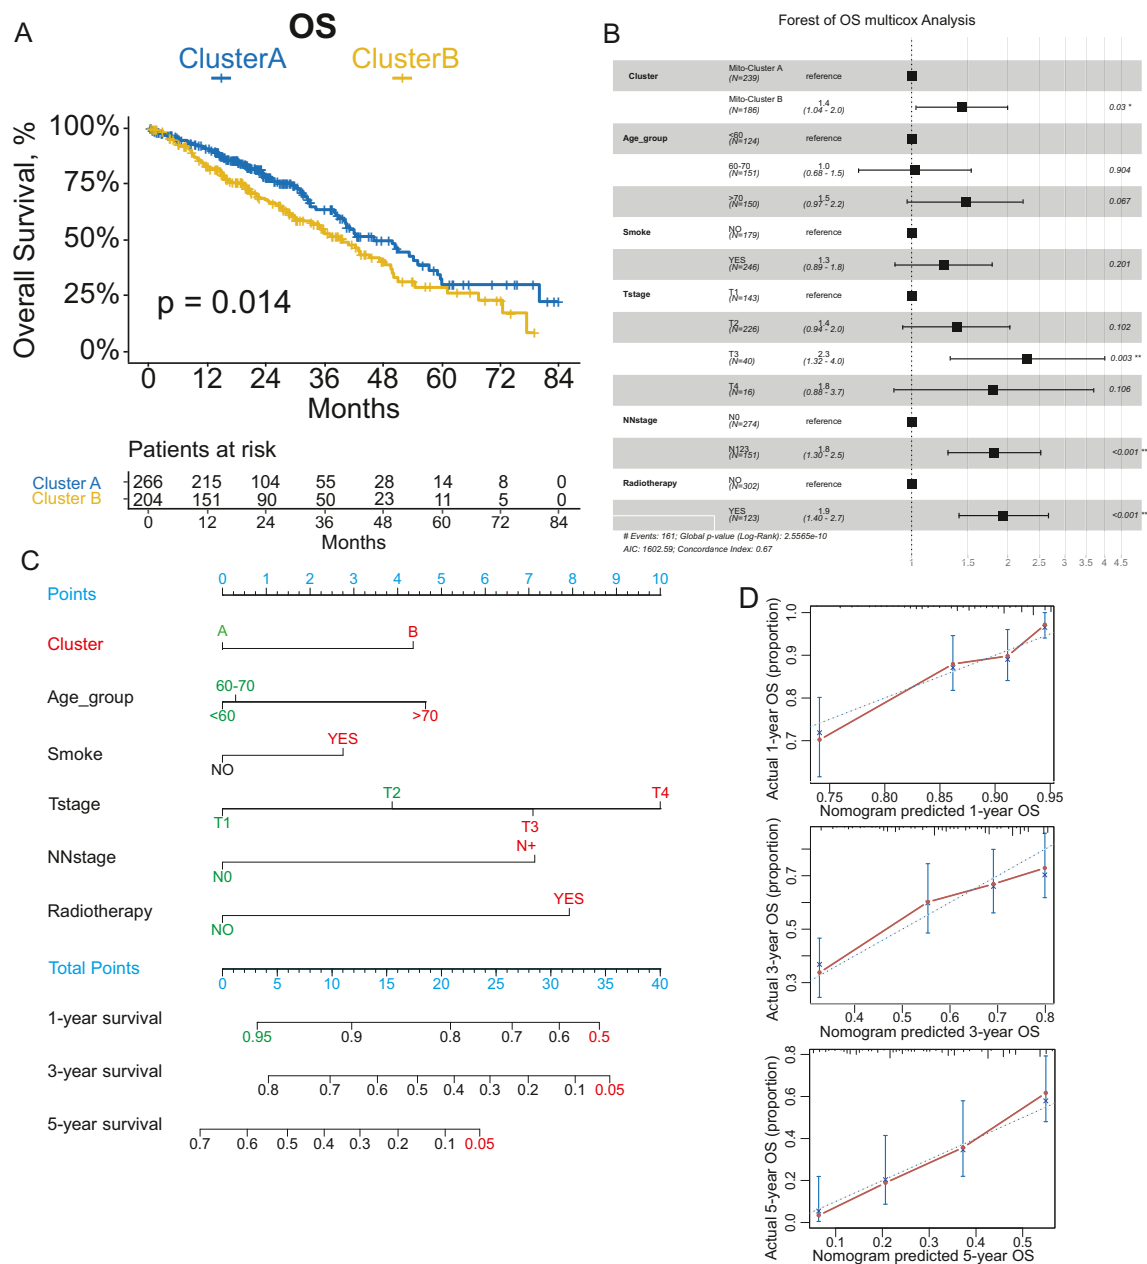 A
OS
ClusterA ClusterB
Overall Survival, %
100%
75%
50%
25%
0%
p = 0.014
0 12 24 36 48 60 72 84
Months
Patients at risk
Cluster A 266 215 104 55 28 14 8 0
Cluster B 204 151 90 50 23 11 5 0
0 12 24 36 48 60 72 84
Months
B
Forest of OS multicox Analysis
Cluster Mito-Cluster A (N=239) reference
Mito-Cluster B (N=186) 1.4 (1.04 - 2.0) 0.03 *
Age_group <60 (N=124) reference
60-70 (N=151) 1.0 (0.68 - 1.5) 0.904
>70 (N=150) 1.5 (0.97 - 2.2) 0.067
Smoke NO (N=179) reference
YES (N=246) 1.3 (0.89 - 1.8) 0.201
Tstage T1 (N=143) reference
T2 (N=226) 1.4 (0.94 - 2.0) 0.102
T3 (N=40) 2.3 (1.32 - 4.0) 0.003 **
T4 (N=16) 1.8 (0.88 - 3.7) 0.106
NNstage N0 (N=274) reference
N123 (N=151) 1.8 (1.30 - 2.5) <0.001 **
Radiotherapy NO (N=302) reference
YES (N=123) 1.9 (1.40 - 2.7) <0.001 **
# Events: 161; Global p-value (Log-Rank): 2.5565e-10
AIC: 1602.59; Concordance Index: 0.67
1 1.5 2 2.5 3 3.5 4 4.5
C
Points 0 1 2 3 4 5 6 7 8 9 10
Cluster A B
Age_group <60 60-70 >70
Smoke NO YES
Tstage T1 T2 T3 T4
NNstage N0 N+
Radiotherapy NO YES
Total Points 0 5 10 15 20 25 30 35 40
1-year survival 0.95 0.9 0.8 0.7 0.6 0.5
3-year survival 0.8 0.7 0.6 0.5 0.4 0.3 0.2 0.1 0.05
5-year survival 0.7 0.6 0.5 0.4 0.3 0.2 0.1 0.05
D
Actual 1-year OS (proportion)
1.0
0.9
0.8
0.7
0.75 0.80 0.85 0.90 0.95
Nomogram predicted 1-year OS
Actual 3-year OS (proportion)
0.7
0.5
0.3
0.4 0.5 0.6 0.7 0.8
Nomogram predicted 3-year OS
Actual 5-year OS (proportion)
0.8
0.6
0.4
0.2
0.0
0.1 0.2 0.3 0.4 0.5
Nomogram predicted 5-year OS